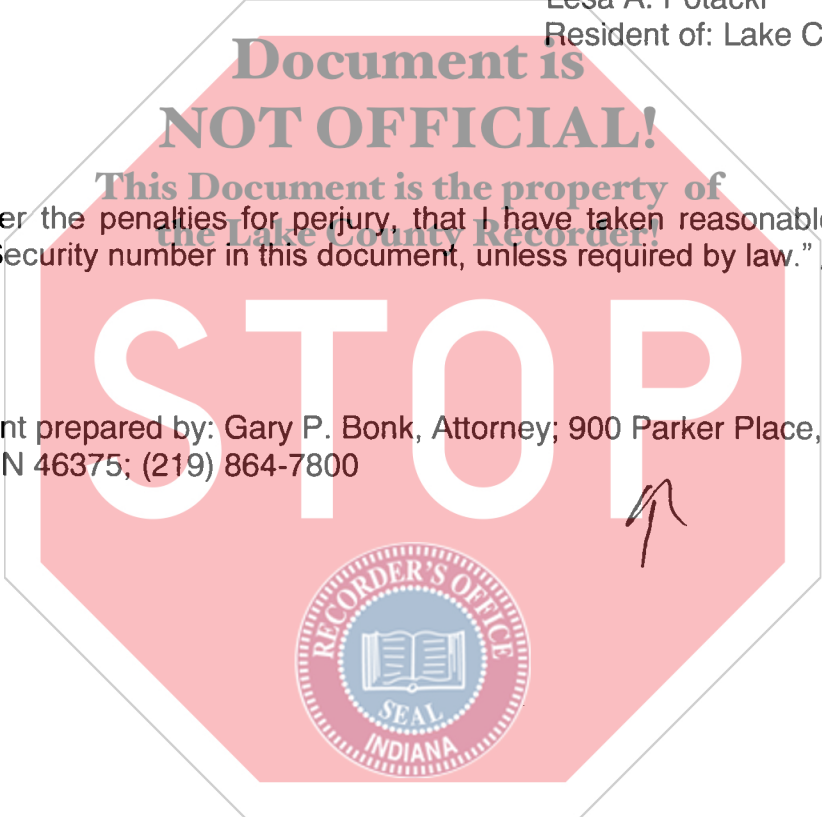 Lesa A. Potacki
Resident of: Lake C
Document is
NOT OFFICIAL!
This Document is the property of
er the penalties for perjury, that I have taken reasonable
the Lake County Recorder!
Security number in this document, unless required by law."
STOP
nt prepared by: Gary P. Bonk, Attorney; 900 Parker Place,
N 46375; (219) 864-7800
RECORDER'S OFFICE
SEAL
INDIANA